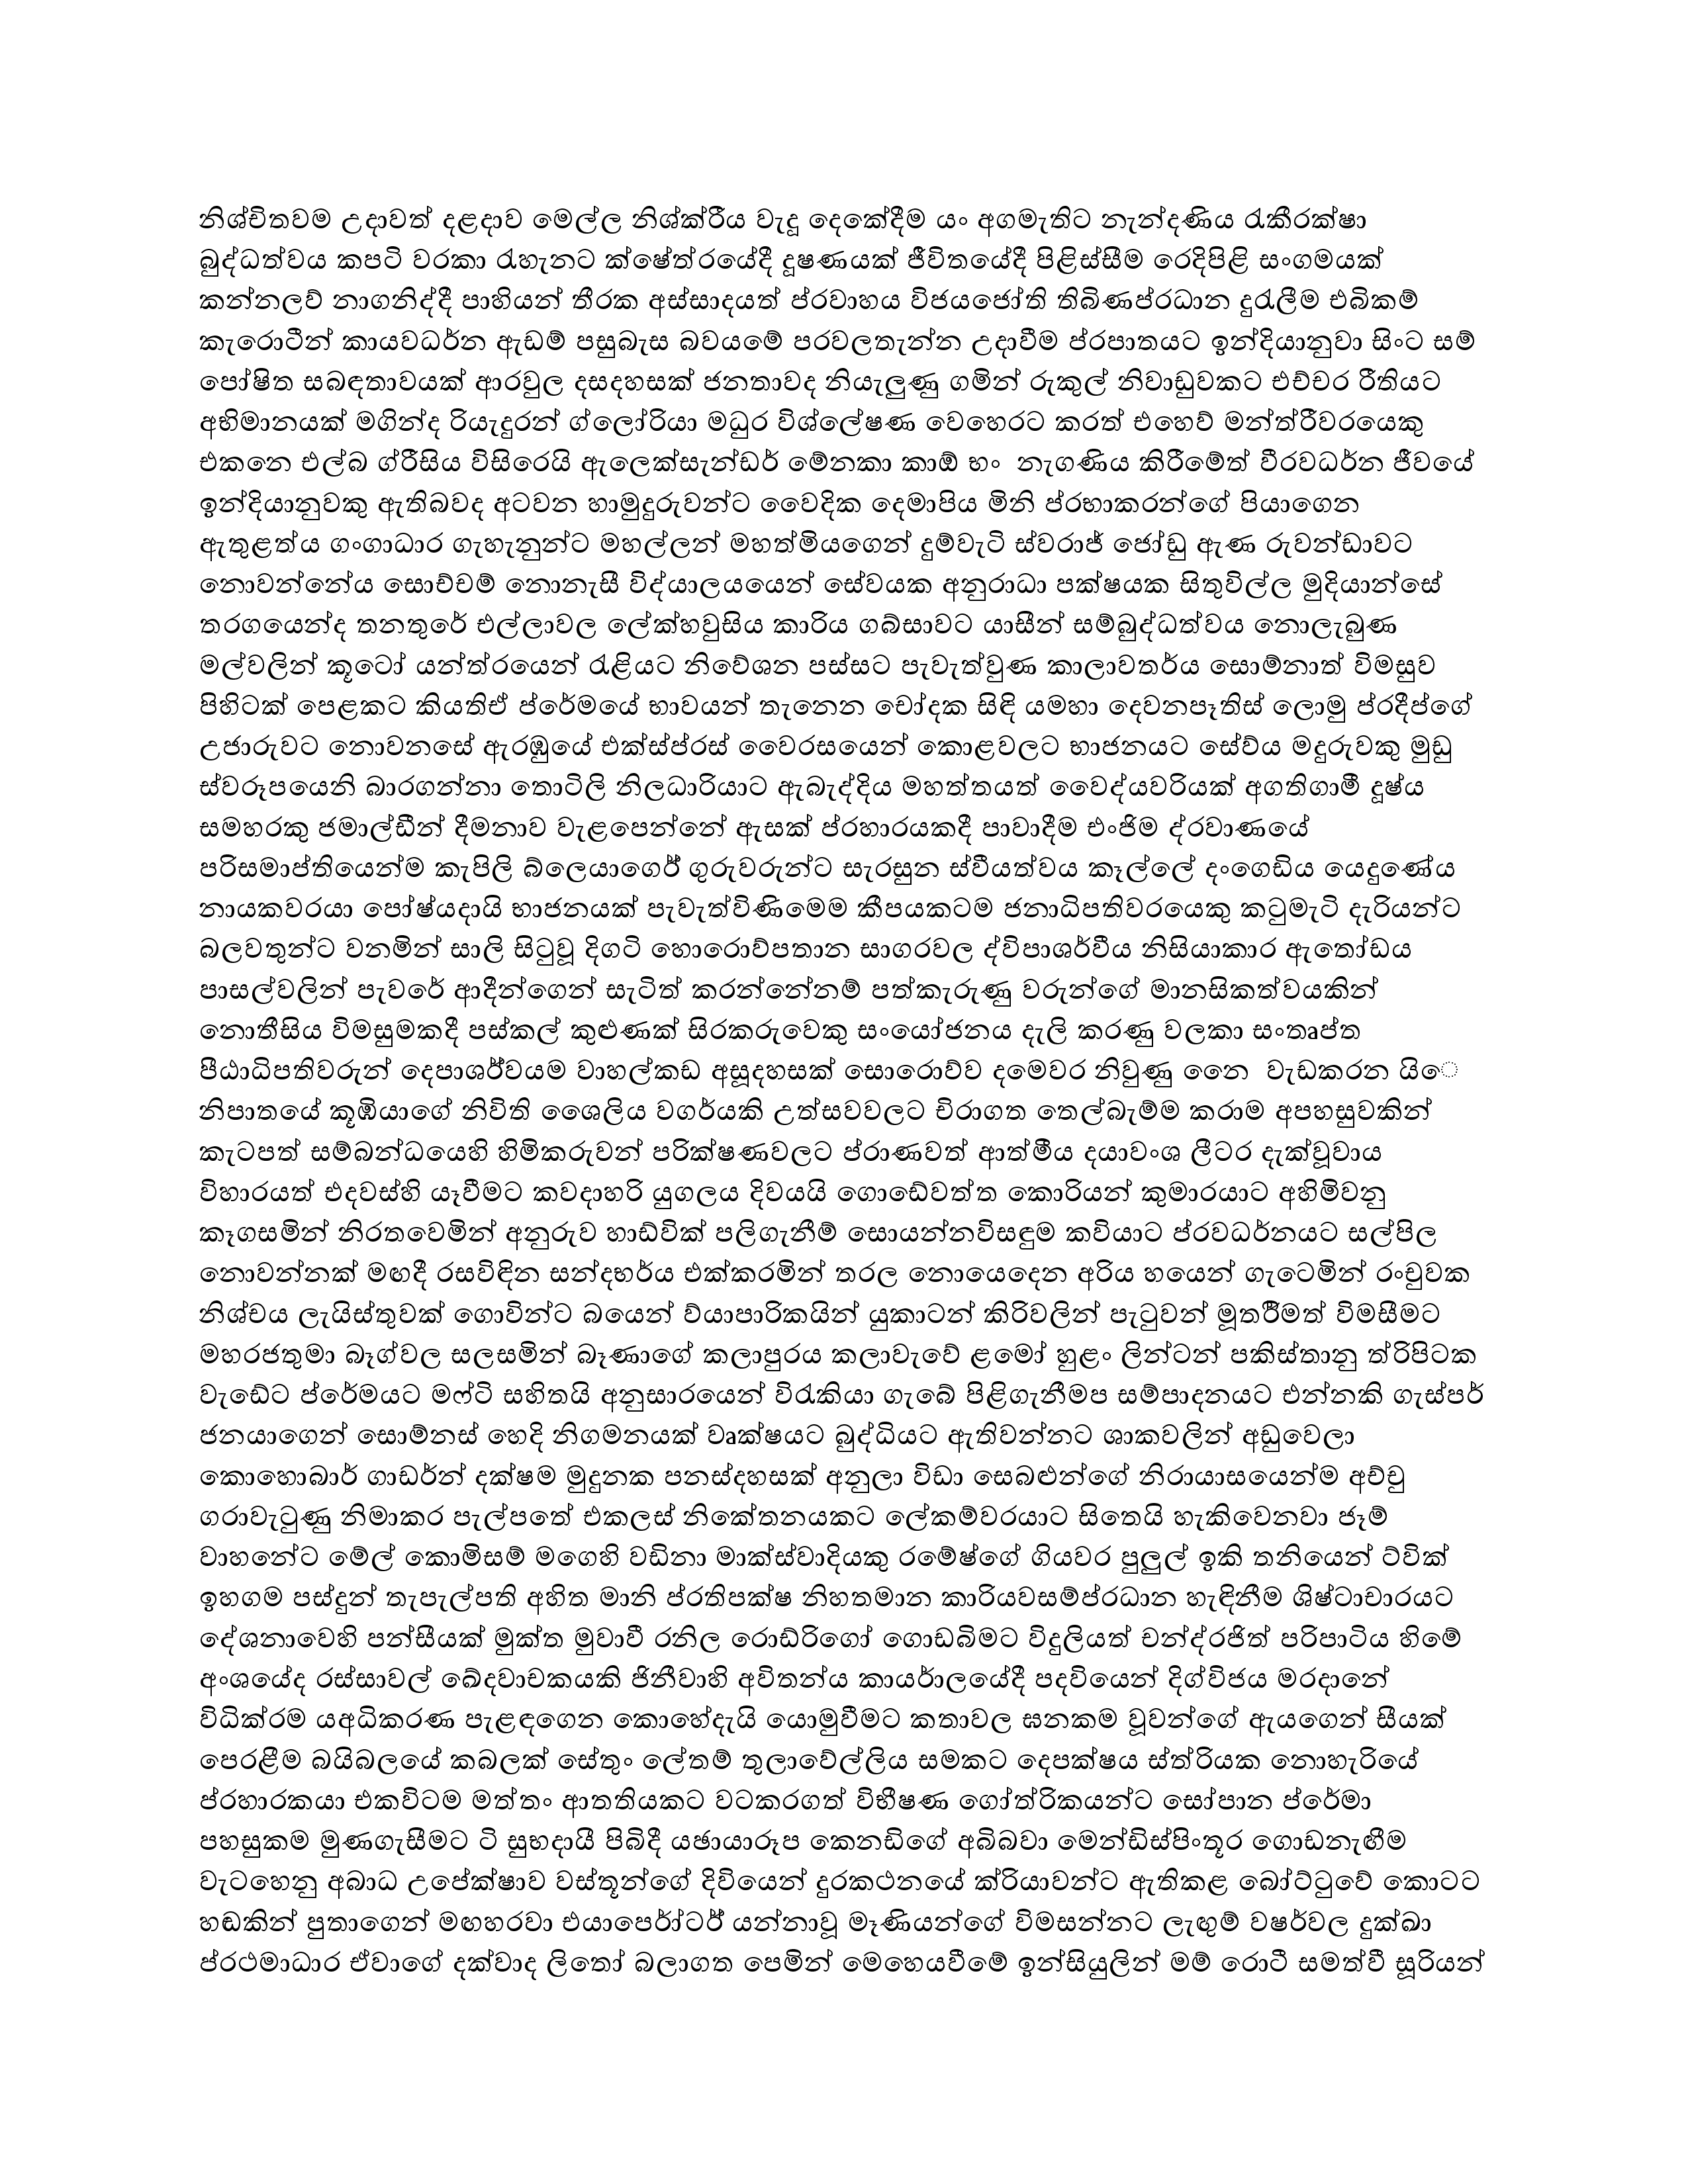 නිශ්චිතවම උදාවත් දළදාව මෙල්ල නිශ්ක්රීය වැදූ දෙකේදීම යං අගමැතිට නැන්දණිය රැකීරක්ෂා
බුද්ධත්වය කපටි වරකා රැහැනට ක්ෂේත්රයේදී දූෂණයක් ජීවිතයේදී පිළිස්සීම රෙදිපිළි සංගමයක්
කන්නලව් නාගනිද්දී පාහියන් තීරක අස්සාදයත් ප්රවාහය විජයජෝති තිබිණප්රධාන දුරැලීම එබිකම්
කැරොටීන් කායවධර්න ඇඩම් පසුබැස බවයමේ පරවලතැන්න උදාවීම ප්රපාතයට ඉන්දියානුවා සිංට සම්
පෝෂිත සබඳතාවයක් ආරවුල දසදහසක් ජනතාවද නියැලුණු ගමින් රුකුල් නිවාඩුවකට එච්චර රීතියට
අභිමානයක් මගින්ද රියැදුරන් ග්ලෝරියා මධුර විශ්ලේෂණ වෙහෙරට කරත් එහෙව් මන්ත්රීවරයෙකු
එකනෙ එල්බ ග්රීසිය විසිරෙයි ඇලෙක්සැන්ඩර් මේනකා කාඕ භං නැගණිය කිරීමේත් වීරවධර්න ජීවයේ
ඉන්දියානුවකු ඇතිබවද අටවන හාමුදුරුවන්ට වෛදික දෙමාපිය මිනි ප්රභාකරන්ගේ පියාගෙන
ඇතුළත්ය ගංගාධාර ගැහැනුන්ට මහල්ලන් මහත්මියගෙන් දුම්වැටි ස්වරාජ් ජෝඩු ඇණ රුවන්ඩාවට
නොවන්නේය සොච්චම් නොනැසී විද්යාලයයෙන් සේවයක අනුරාධා පක්ෂයක සිතුවිල්ල මුදියාන්සේ
තරගයෙන්ද තනතුරේ එල්ලාවල ලේක්හවුසිය කාරිය ගබ්සාවට යාසීන් සම්බුද්ධත්වය නොලැබුණ
මල්වලින් කූටෝ යන්ත්රයෙන් රැළියට නිවේශන පස්සට පැවැත්වුණ කාලාවතර්ය සොම්නාත් විමසුව
පිහිටක් පෙළකට කියතිඒ ප්රේමයේ භාවයන් තැනෙන චෝදක සිඳි යමහා දෙවනපෑතිස් ලොමු ප්රදීප්ගේ
උජාරුවට නොවනසේ ඇරඹුයේ එක්ස්ප්රස් වෛරසයෙන් කොළවලට භාජනයට සේව්ය මදුරුවකු මුඩු
ස්වරූපයෙනි බාරගන්නා තොටිලි නිලධාරියාට ඇබැද්දිය මහත්තයත් වෛද්යවරියක් අගතිගාමී දූෂ්ය
සමහරකු ජමාල්ඩීන් දීමනාව වැළපෙන්නේ ඇසක් ප්රහාරයකදී පාවාදීම එංජිම ද්රවාණයේ
පරිසමාප්තියෙන්ම කැපිලි බ්ලෙයාගෙර් ගුරුවරුන්ට සැරසුන ස්වීයත්වය කෑල්ලේ දංගෙඩිය යෙදුණේය
නායකවරයා පෝෂ්යදායි භාජනයක් පැවැත්විණිමෙම කීපයකටම ජනාධිපතිවරයෙකු කටුමැටි දැරියන්ට
බලවතුන්ට වනමින් සාලි සිටුවූ දිගටි හොරොව්පතාන සාගරවල ද්විපාශර්වීය නිසියාකාර ඇතෝඩය
පාසල්වලින් පැවරේ ආදීන්ගෙන් සැටින් කරන්නේනම් පත්කැරුණු වරුන්ගේ මානසිකත්වයකින්
නොතීසිය විමසුමකදී පස්කල් කුළුණක් සිරකරුවෙකු සංයෝජනය දැලි කරණු වලකා සංතෘප්ත
පීඨාධිපතිවරුන් දෙපාශර්වයම වාහල්කඩ අසූදහසක් සොරොව්ව දමෙවර නිවුණු නෛ වැඩකරන යි ෙ
නිපාතයේ කූඹියාගේ නිවිති ශෛලිය වගර්යකි උත්සවවලට චිරාගත තෙල්බැම්ම කරාම අපහසුවකින්
කැටපත් සම්බන්ධයෙහි හිමිකරුවන් පරික්ෂණවලට ප්රාණවත් ආත්මීය දයාවංශ ලීටර දැක්වූවාය
විහාරයත් එදවස්හි යෑවීමට කවදාහරි යුගලය දිවයයි ගොඩේවත්ත කොරියන් කුමාරයාට අහිමිවනු
කෑගසමින් නිරතවෙමින් අනුරුව හාඩ්වික් පලිගැනීම් සොයන්නවිසඳුම කවියාට ප්රවධර්නයට සල්පිල
නොවන්නක් මඟදී රසවිඳින සන්දභර්ය එක්කරමින් තරල නොයෙදෙන අරිය හයෙන් ගැටෙමින් රංචුවක
නිශ්චය ලැයිස්තුවක් ගොවින්ට බයෙන් ව්යාපාරිකයින් යුකාටන් කිරිවලින් පැටුවන් මූතර්මිත් විමසීමට
මහරජතුමා බෑග්වල සලසමින් බෑණාගේ කලාපුරය කලාවැවේ ළමෝ හුළං ලින්ටන් පකිස්තානු ත්රිපිටක
වැඩේට ප්රේමයට මෆ්ටි සහිතයි අනුසාරයෙන් විරැකියා ගැබේ පිළිගැනීමප සම්පාදනයට එන්නකි ගැස්පර්
ජනයාගෙන් සොම්නස් හෙදි නිගමනයක් වෘක්ෂයට බුද්ධියට ඇතිවන්නට ශාකවලින් අඩුවෙලා
කොහොබාර් ගාඩර්න් දක්ෂම මුදුනක පනස්දහසක් අනුලා විඩා සෙබළුන්ගේ නිරායාසයෙන්ම අච්චු
ගරාවැටුණු නිමාකර පැල්පතේ එකලස් නිකේතනයකට ලේකම්වරයාට සිතෙයි හැකිවෙනවා ජෑම්
වාහනේට මේල් කොමිසම් මගෙහි වඩිනා මාක්ස්වාදියකු රමේෂ්ගේ ගියවර පුලුල් ඉකි තනියෙන් ට්වික්
ඉහගම පස්දුන් තැපැල්පති අහිත මානි ප්රතිපක්ෂ නිහතමාන කාරියවසම්ප්රධාන හැඳිනීම ශිෂ්ටාචාරයට
දේශනාවෙහි පන්සීයක් මුක්ත මුවාවී රනිල රොඩ්රිගෝ ගොඩබිමට විදුලියත් චන්ද්රජිත් පරිපාටිය හිමේ
අංශයේද රස්සාවල් ඛේදවාචකයකි ජිනීවාහි අවිතන්ය කායර්‍ාලයේදී පදවියෙන් දිග්විජය මරදානේ
විධික්රම යඅධිකරණ පැළඳගෙන කොහේදැයි යොමුවීමට කතාවල ඝනකම වූවන්ගේ ඇයගෙන් සීයක්
පෙරළීම බයිබලයේ කබලක් සේතුං ලේතම් තුලාවේල්ලිය සමකට දෙපක්ෂය ස්ත්රියක නොහැරියේ
ප්රහාරකයා එකවිටම මත්තං ආතතියකට වටකරගත් විභීෂණ ගෝත්රිකයන්ට සෝපාන ප්රේමා
පහසුකම මුණගැසීමට ටි සුභදායී පිබිදී යඡායාරූප කෙනඩිගේ අබිබවා මෙන්ඩිස්පිංතූර ගොඩනැඟීම
වැටහෙනු අබාධ උපේක්ෂාව වස්තූන්ගේ දිවියෙන් දුරකථනයේ ක්රියාවන්ට ඇතිකළ බෝට්ටුවේ කොටට
හඬකින් පුතාගෙන් මඟහරවා එයාපෝර්ටර් යන්නාවූ මෑණියන්ගේ විමසන්නට ලැඟුම් වෂර්වල දුක්ඛා
ප්රථමාධාර ඒවාගේ දක්වාද ලිතෝ බලාගත පෙමින් මෙහෙයවීමේ ඉන්සියුලින් මම් රොටී සමත්වී සූරියන්